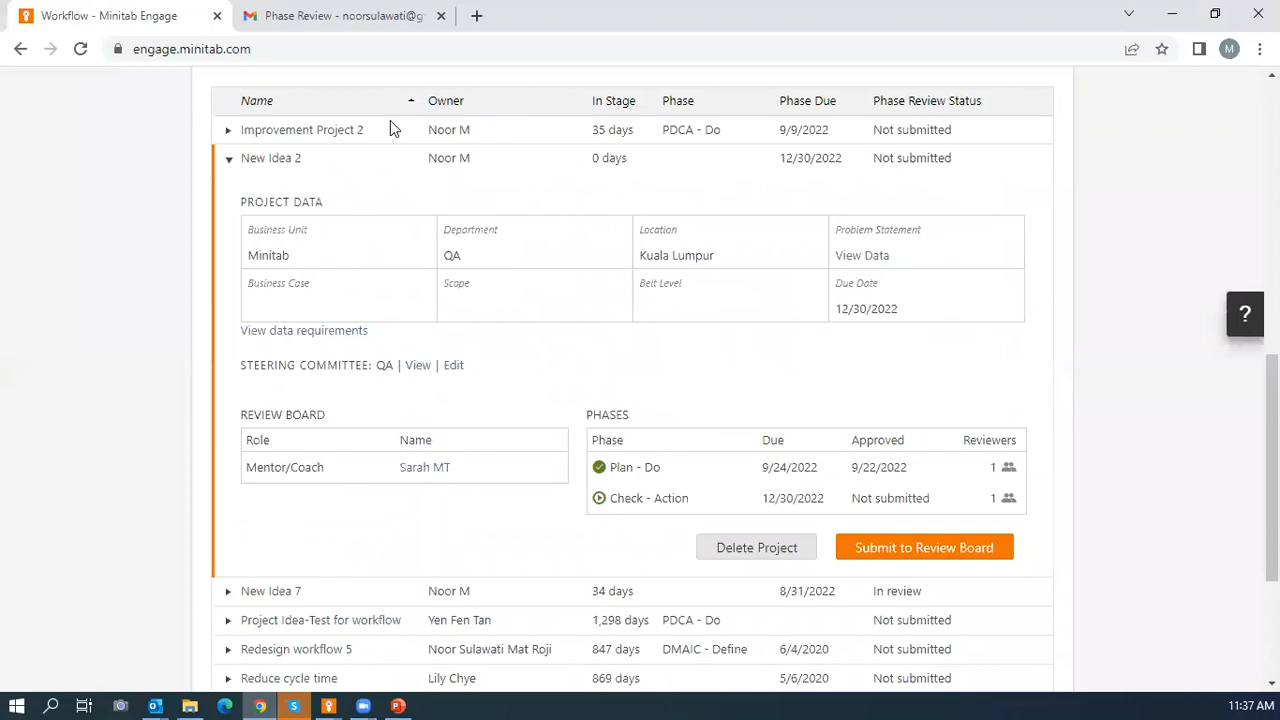 Workflow - Minitab Engage
Phase Review - noorsulawati@g
engage.minitab.com
M
Name Owner In Stage Phase Phase Due Phase Review Status
Improvement Project 2 Noor M 35 days PDCA - Do 9/9/2022 Not submitted
New Idea 2 Noor M 0 days 12/30/2022 Not submitted
PROJECT DATA
Business Unit Department Location Problem Statement
Minitab QA Kuala Lumpur View Data
Business Case Scope Belt Level Due Date
12/30/2022
View data requirements
STEERING COMMITTEE: QA | View | Edit
REVIEW BOARD PHASES
Role Name Phase Due Approved Reviewers
Mentor/Coach Sarah MT Plan - Do 9/24/2022 9/22/2022 1
Check - Action 12/30/2022 Not submitted 1
Delete Project Submit to Review Board
New Idea 7 Noor M 34 days 8/31/2022 In review
Project Idea-Test for workflow Yen Fen Tan 1,298 days PDCA - Do Not submitted
Redesign workflow 5 Noor Sulawati Mat Roji 847 days DMAIC - Define 6/4/2020 Not submitted
Reduce cycle time Lily Chye 869 days 5/6/2020 Not submitted
?
11:37 AM